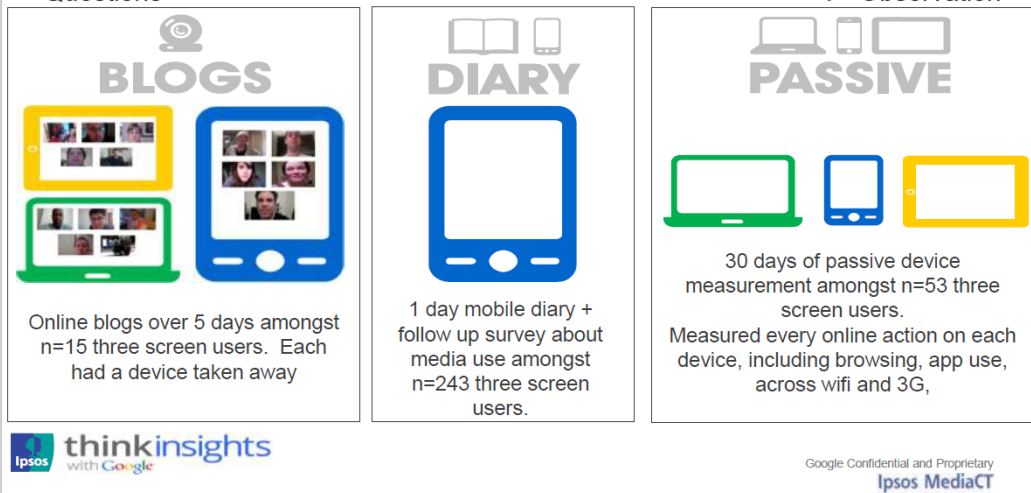 BLOGS
Online blogs over 5 days amongst
n=15 three screen users.  Each
had a device taken away
DIARY
1 day mobile diary +
follow up survey about
media use amongst
n=243 three screen
users.
PASSIVE
30 days of passive device
measurement amongst n=53 three
screen users.
Measured every online action on each
device, including browsing, app use,
across wifi and 3G,
Ipsos
thinkinsights
with Google
Google Confidential and Proprietary
Ipsos MediaCT